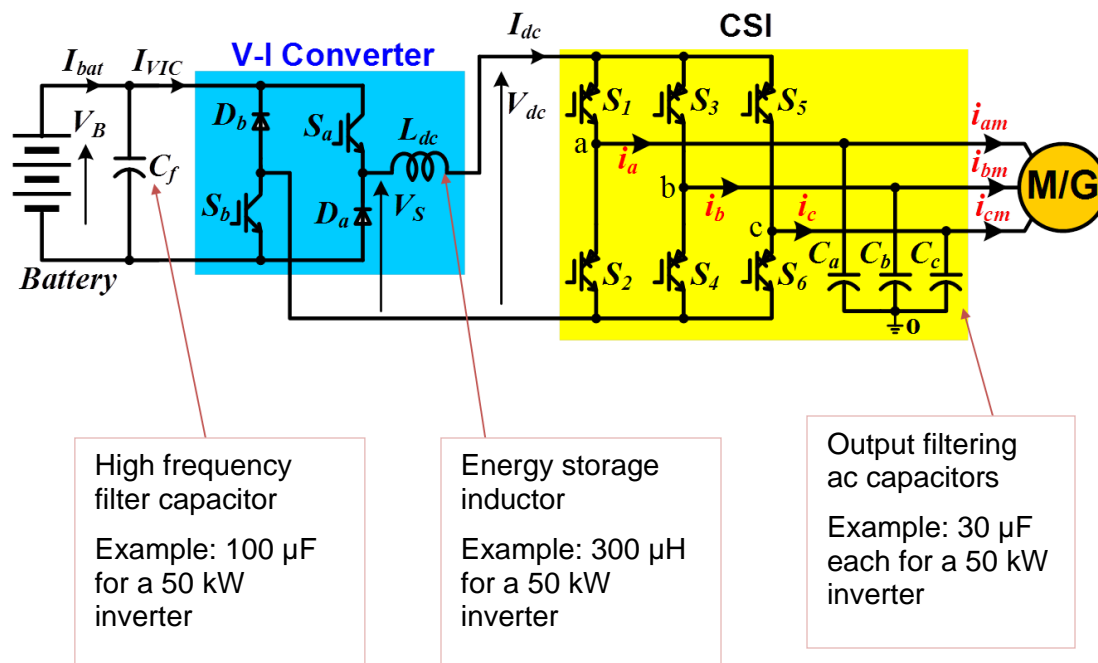 V-I Converter
I_dc
CSI
I_bat
I_VIC
V_B
C_f
D_b
S_a
L_dc
V_dc
S_b
D_a
V_S
Battery
S_1
S_3
S_5
a
i_a
b
i_b
c
i_c
S_2
S_4
S_6
C_a
C_b
C_c
o
i_am
i_bm
i_cm
M/G
High frequency
filter capacitor
Example: 100 µF
for a 50 kW
inverter
Energy storage
inductor
Example: 300 µH
for a 50 kW
inverter
Output filtering
ac capacitors
Example: 30 µF
each for a 50 kW
inverter